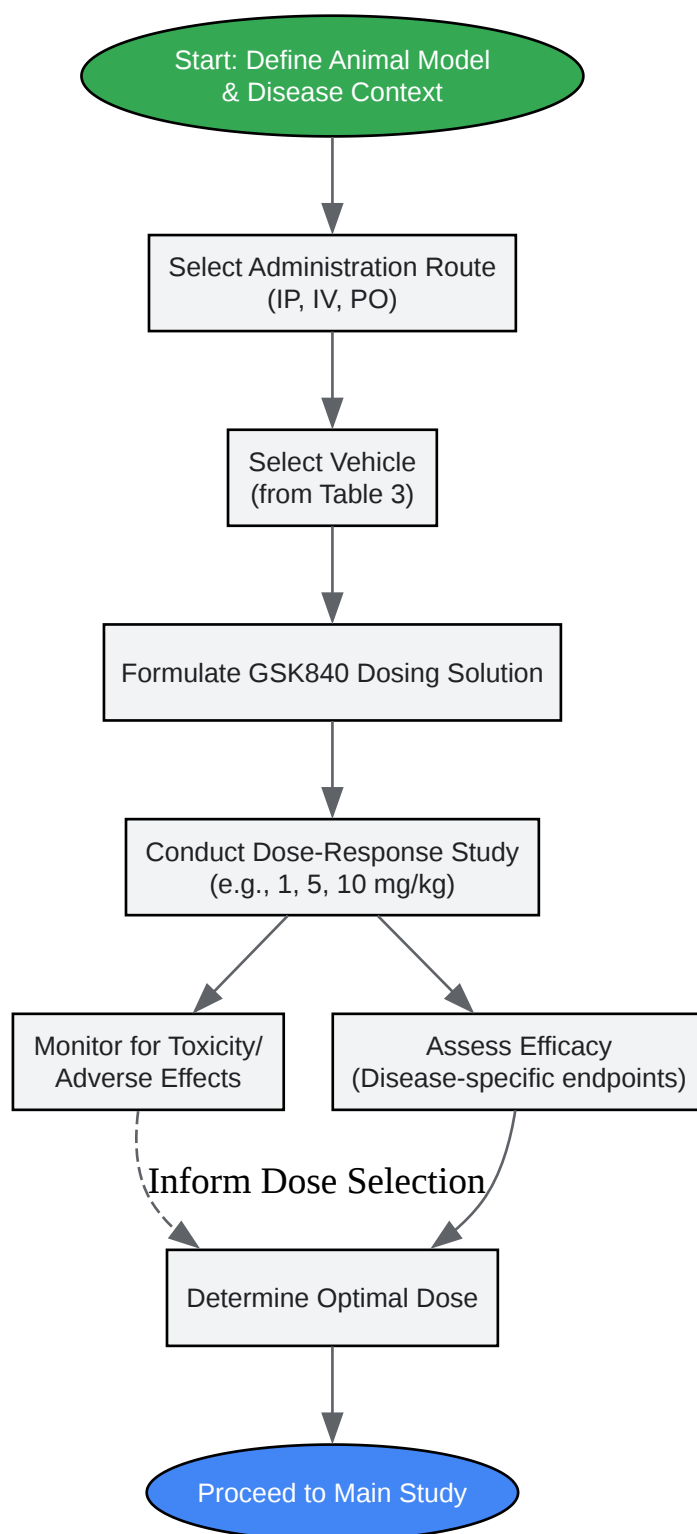 Start: Define Animal Model
& Disease Context
Select Administration Route
(IP, IV, PO)
Select Vehicle
(from Table 3)
Formulate GSK840 Dosing Solution
Conduct Dose-Response Study
(e.g., 1, 5, 10 mg/kg)
Monitor for Toxicity/
Adverse Effects
Assess Efficacy
(Disease-specific endpoints)
Inform Dose Selection
Determine Optimal Dose
Proceed to Main Study